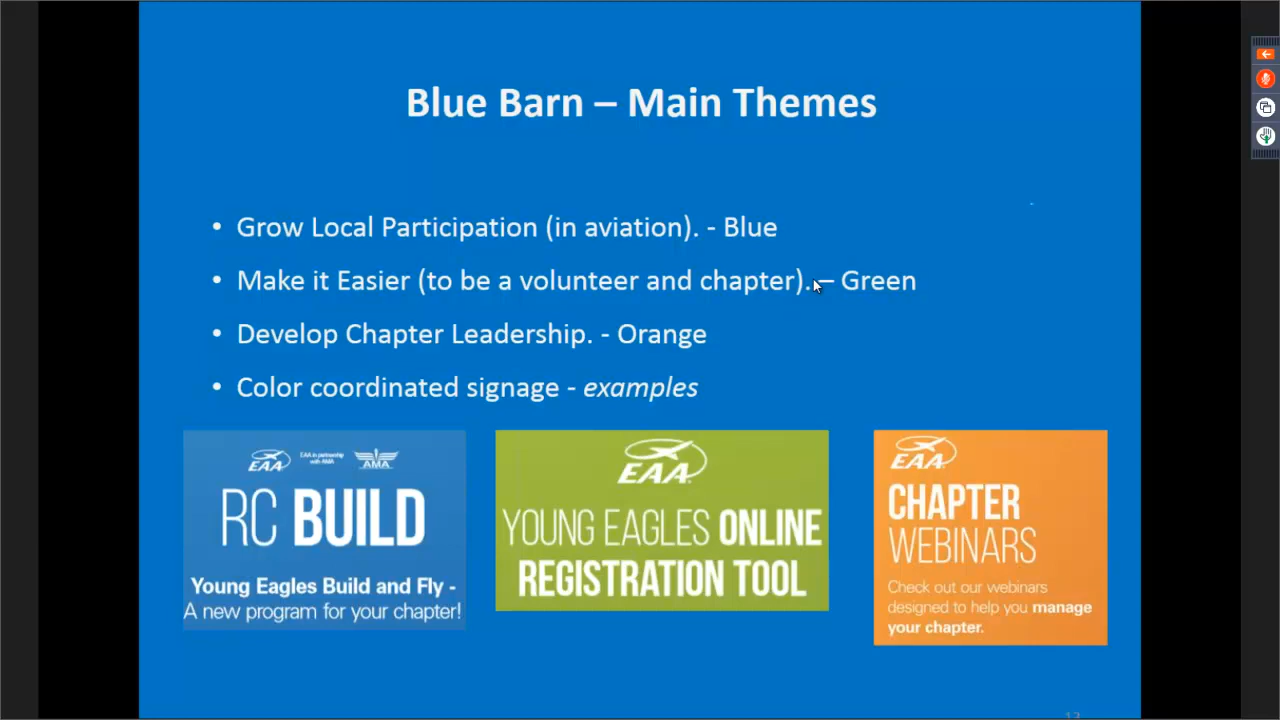 Blue Barn – Main Themes
• Grow Local Participation (in aviation). - Blue
• Make it Easier (to be a volunteer and chapter). – Green
• Develop Chapter Leadership. - Orange
• Color coordinated signage - examples
EAA EAA in partnership with AMA AMA
RC BUILD
Young Eagles Build and Fly -
A new program for your chapter!
EAA
YOUNG EAGLES ONLINE
REGISTRATION TOOL
EAA
CHAPTER
WEBINARS
Check out our webinars
designed to help you manage
your chapter.